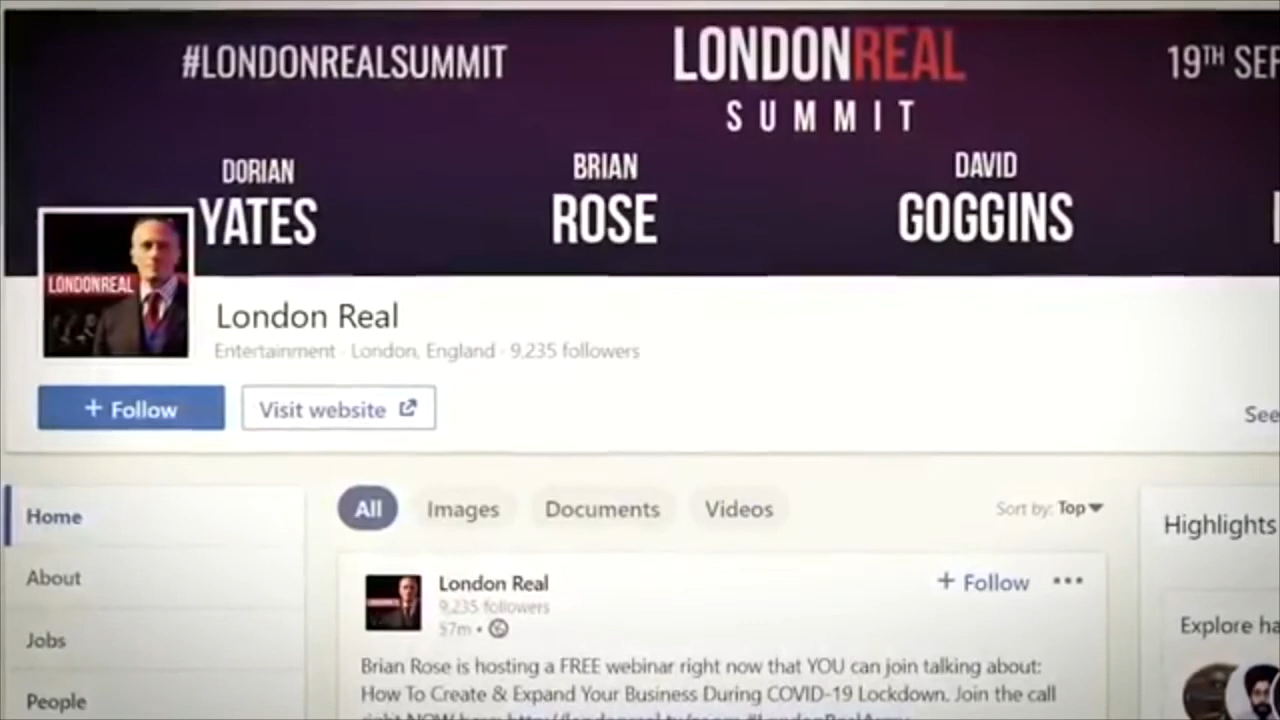 #LONDONREALSUMMIT
LONDONREAL
SUMMIT
19TH
DORIAN
YATES
BRIAN
ROSE
DAVID
GOGGINS
LONDONREAL
London Real
Entertainment · London, England · 9,235 followers
+ Follow
Visit website
See
Home
About
Jobs
People
All
Images
Documents
Videos
Sort by: Top
Highlights
London Real
9,235 followers
57m •
+ Follow
Brian Rose is hosting a FREE webinar right now that YOU can join talking about:
How To Create & Expand Your Business During COVID-19 Lockdown. Join the call
right NOW here:
Explore